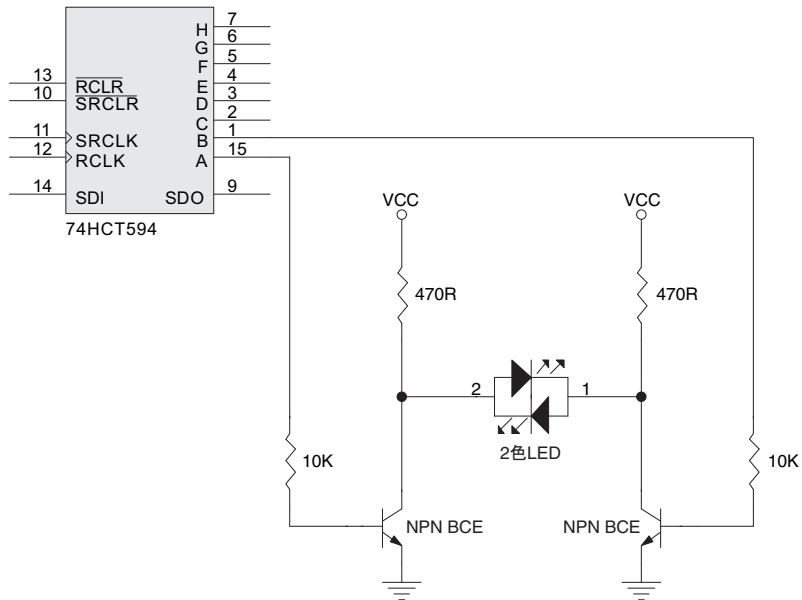 H 7
G 6
F 5
13 RCLR E 4
10 SRCLR D 3
C 2
11 SRCLK B 1
12 RCLK A 15
14 SDI SDO 9
74HCT594
VCC VCC
470R 470R
2 1
2色LED
10K 10K
NPN BCE NPN BCE